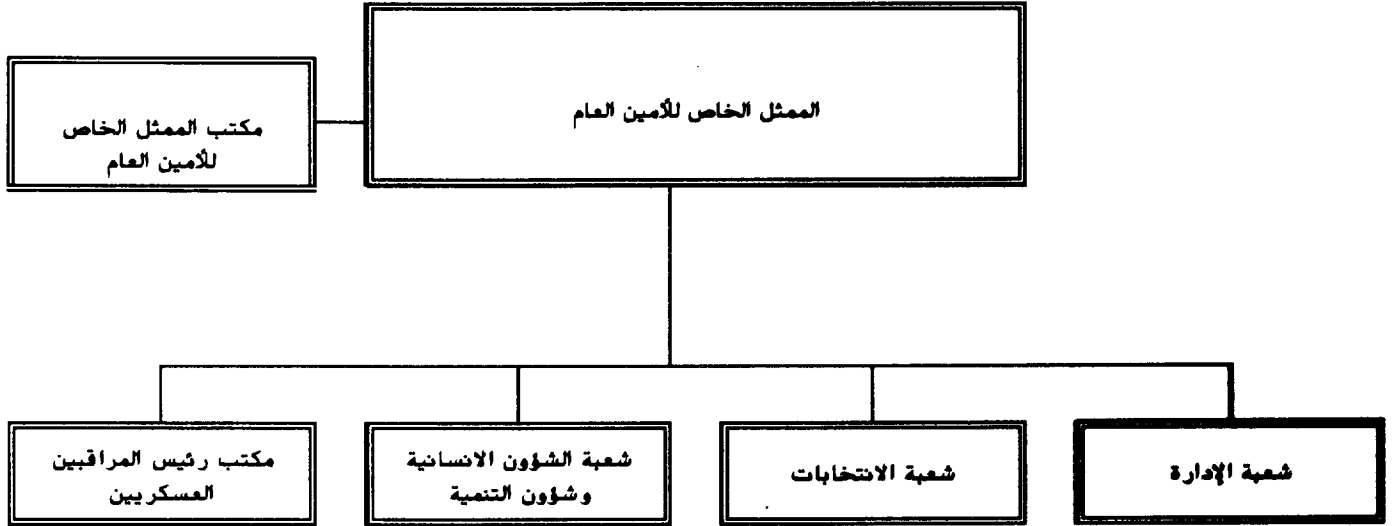 الممثل الخاص للأمين العام
مكتب الممثل الخاص
للأمين العام
شعبة الإدارة
شعبة الانتخابات
شعبة الشؤون الانسانية
وشؤون التنمية
مكتب رئيس المراقبين
العسكريين